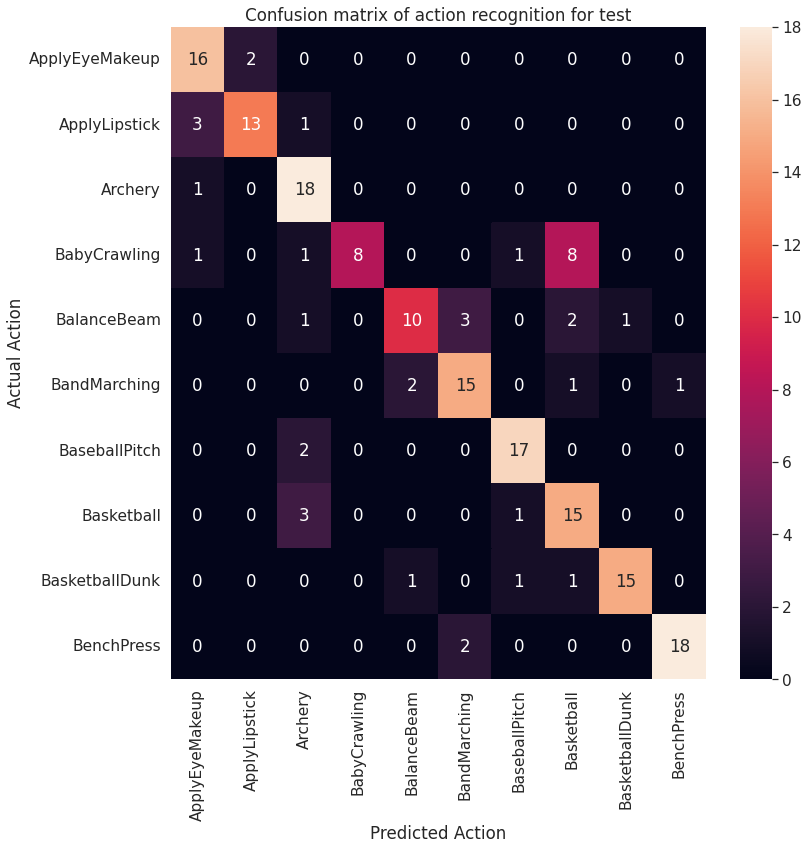 Confusion matrix of action recognition for test
ApplyEyeMakeup 16 2 0 0 0 0 0 0 0 0
ApplyLipstick 3 13 1 0 0 0 0 0 0 0
Archery 1 0 18 0 0 0 0 0 0 0
BabyCrawling 1 0 1 8 0 0 1 8 0 0
BalanceBeam 0 0 1 0 10 3 0 2 1 0
BandMarching 0 0 0 0 2 15 0 1 0 1
BaseballPitch 0 0 2 0 0 0 17 0 0 0
Basketball 0 0 3 0 0 0 1 15 0 0
BasketballDunk 0 0 0 0 1 0 1 1 15 0
BenchPress 0 0 0 0 0 2 0 0 0 18
Actual Action
ApplyEyeMakeup
ApplyLipstick
Archery
BabyCrawling
BalanceBeam
BandMarching
BaseballPitch
Basketball
BasketballDunk
BenchPress
Predicted Action
18
16
14
12
10
8
6
4
2
0